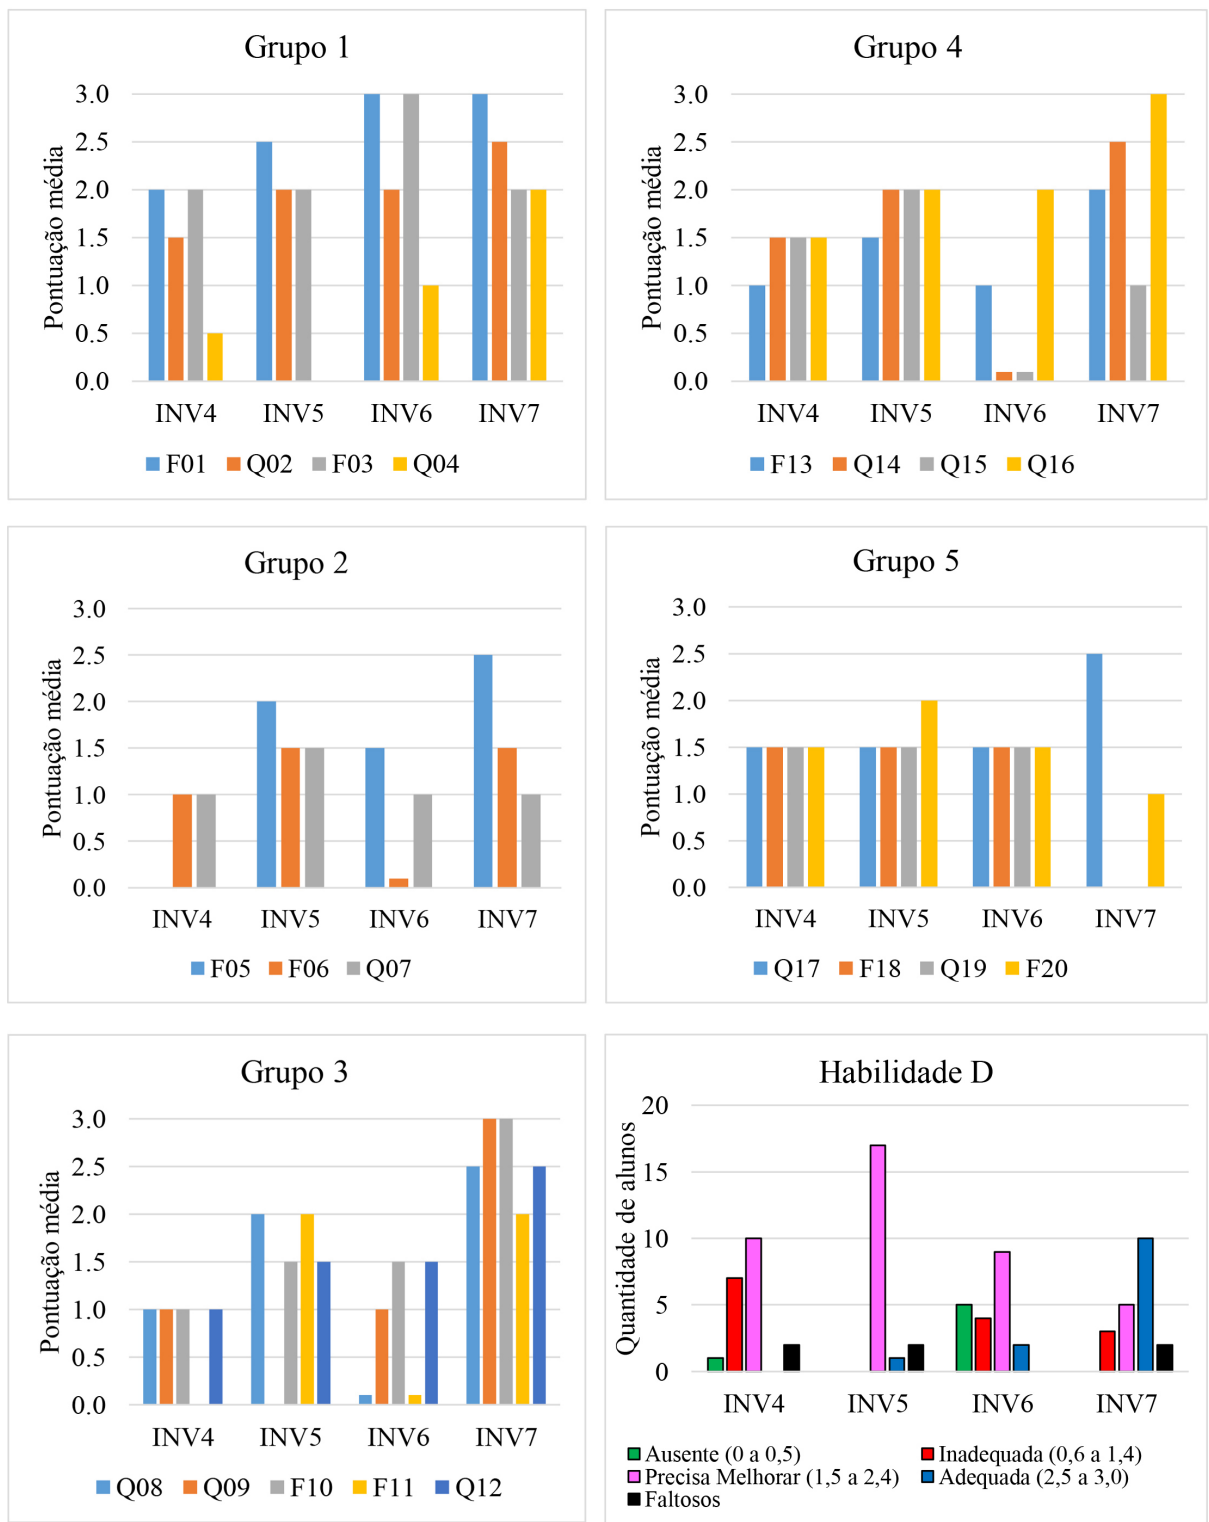 Grupo 1
Pontuação média
3.0
2.5
2.0
1.5
1.0
0.5
0.0
INV4 INV5 INV6 INV7
F01 Q02 F03 Q04
Grupo 4
Pontuação média
3.0
2.5
2.0
1.5
1.0
0.5
0.0
INV4 INV5 INV6 INV7
F13 Q14 Q15 Q16
Grupo 2
Pontuação média
3.0
2.5
2.0
1.5
1.0
0.5
0.0
INV4 INV5 INV6 INV7
F05 F06 Q07
Grupo 5
Pontuação média
3.0
2.5
2.0
1.5
1.0
0.5
0.0
INV4 INV5 INV6 INV7
Q17 F18 Q19 F20
Grupo 3
Pontuação média
3.0
2.5
2.0
1.5
1.0
0.5
0.0
INV4 INV5 INV6 INV7
Q08 Q09 F10 F11 Q12
Habilidade D
Quantidade de alunos
20
15
10
5
0
INV4 INV5 INV6 INV7
Ausente (0 a 0,5) Inadequada (0,6 a 1,4)
Precisa Melhorar (1,5 a 2,4) Adequada (2,5 a 3,0)
Faltosos